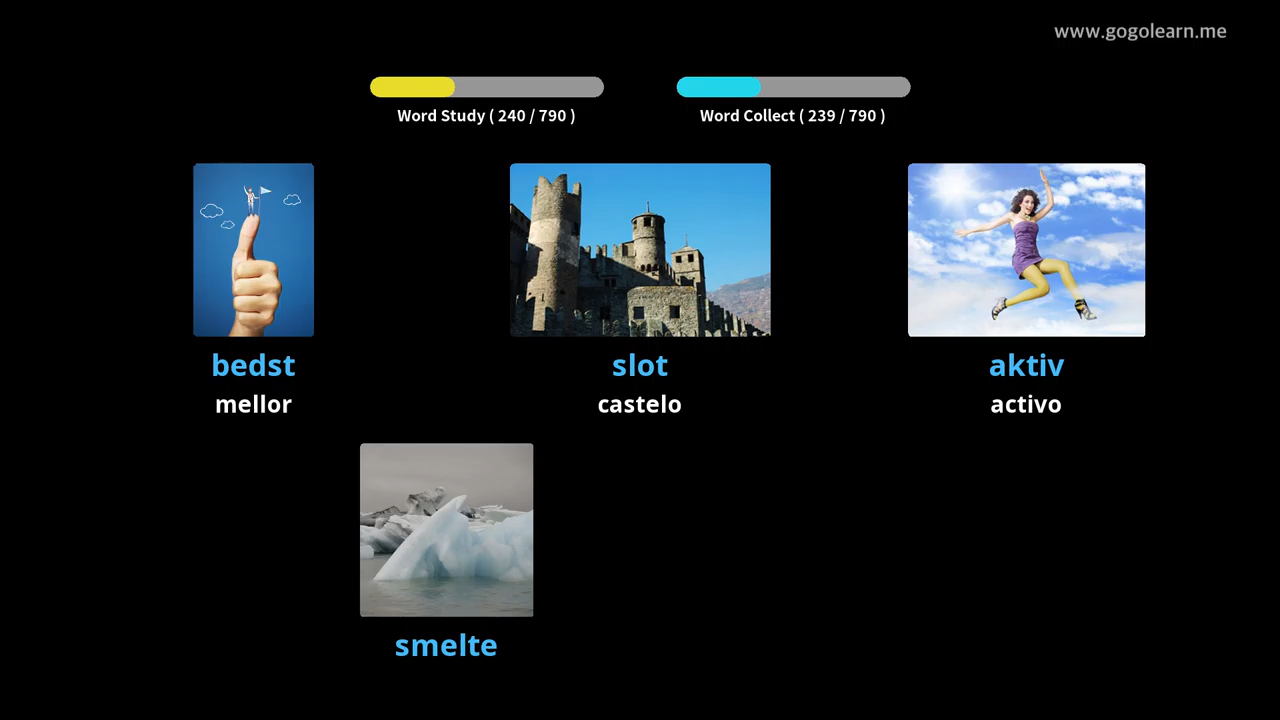 www.gogolearn.me
Word Study ( 240 / 790 )
Word Collect ( 239 / 790 )
bedst
slot
aktiv
mellor
castelo
activo
smelte